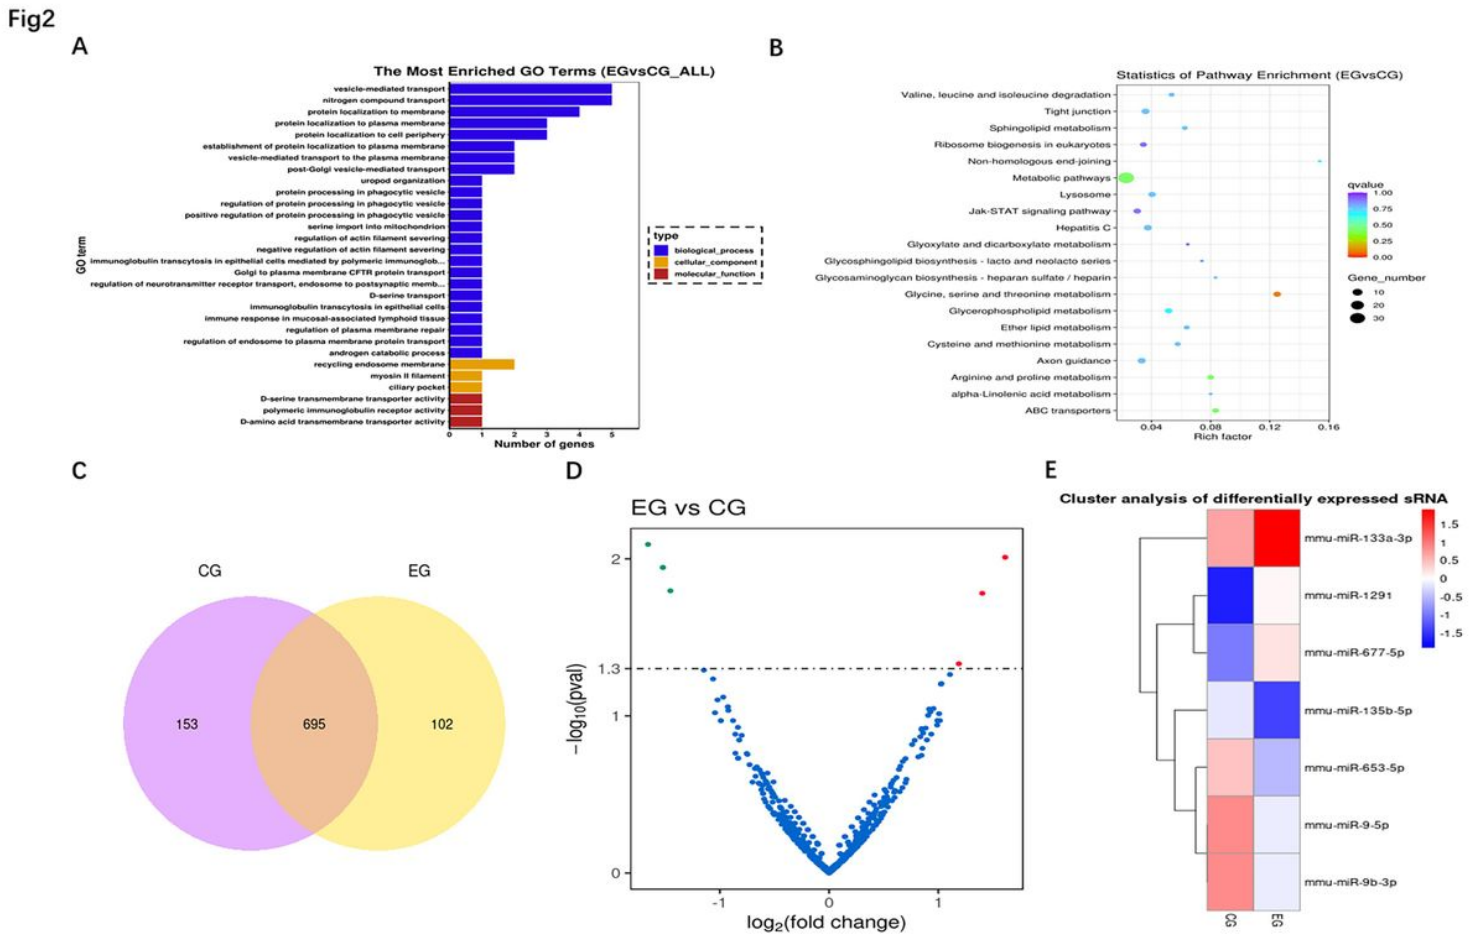 Fig2
A
The Most Enriched GO Terms (EGvsCG_ALL)
GO term
vesicle-mediated transport
nitrogen compound transport
protein localization to membrane
protein localization to plasma membrane
protein localization to cell periphery
establishment of protein localization to plasma membrane
vesicle-mediated transport to the plasma membrane
post-Golgi vesicle-mediated transport
uropod organization
protein processing in phagocytic vesicle
regulation of protein processing in phagocytic vesicle
positive regulation of protein processing in phagocytic vesicle
serine import into mitochondrion
regulation of actin filament severing
negative regulation of actin filament severing
immunoglobulin transcytosis in epithelial cells mediated by polymeric immunoglob...
Golgi to plasma membrane CFTR protein transport
regulation of neurotransmitter receptor transport, endosome to postsynaptic memb...
D-serine transport
immunoglobulin transcytosis in epithelial cells
immune response in mucosal-associated lymphoid tissue
regulation of plasma membrane repair
regulation of endosome to plasma membrane protein transport
androgen catabolic process
recycling endosome membrane
myosin II filament
ciliary pocket
D-serine transmembrane transporter activity
polymeric immunoglobulin receptor activity
D-amino acid transmembrane transporter activity
0 1 2 3 4 5
Number of genes
type
biological_process
cellular_component
molecular_function
B
Statistics of Pathway Enrichment (EGvsCG)
Valine, leucine and isoleucine degradation
Tight junction
Sphingolipid metabolism
Ribosome biogenesis in eukaryotes
Non-homologous end-joining
Metabolic pathways
Lysosome
Jak-STAT signaling pathway
Hepatitis C
Glyoxylate and dicarboxylate metabolism
Glycosphingolipid biosynthesis - lacto and neolacto series
Glycosaminoglycan biosynthesis - heparan sulfate / heparin
Glycine, serine and threonine metabolism
Glycerophospholipid metabolism
Ether lipid metabolism
Cysteine and methionine metabolism
Axon guidance
Arginine and proline metabolism
alpha-Linolenic acid metabolism
ABC transporters
0.04 0.08 0.12 0.16
Rich factor
qvalue
1.00
0.75
0.50
0.25
0.00
Gene_number
10
20
30
C
CG EG
153 695 102
D
EG vs CG
−log10(pval)
2
1.3
1
0
-1 0 1
log2(fold change)
E
Cluster analysis of differentially expressed sRNA
mmu-miR-133a-3p
mmu-miR-1291
mmu-miR-677-5p
mmu-miR-135b-5p
mmu-miR-653-5p
mmu-miR-9-5p
mmu-miR-9b-3p
CG EG
1.5
1
0.5
0
-0.5
-1
-1.5